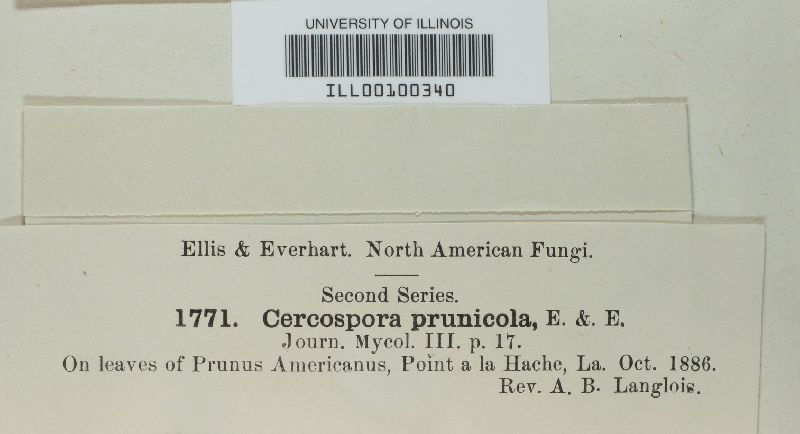 UNIVERSITY OF ILLINOIS
ILL00100340
Ellis & Everhart. North American Fungi.
Second Series.
1771. Cercospora prunicola, E. &. E.
Journ. Mycol. III. p. 17.
On leaves of Prunus Americanus, Point a la Hache, La. Oct. 1886.
Rev. A. B. Langlois.